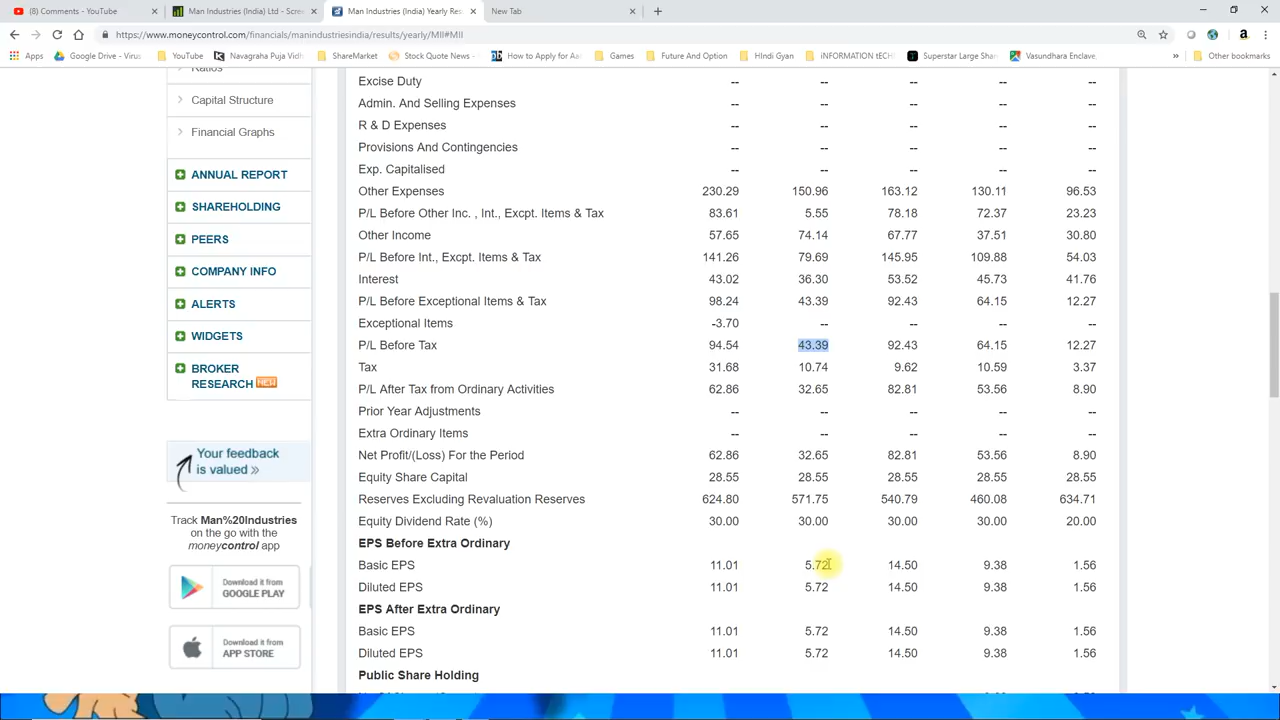 (8) Comments - YouTube
Man Industries (India) Ltd - Scree
Man Industries (India) Yearly Res
New Tab
https://www.moneycontrol.com/financials/manindustriesindia/results/yearly/MII#MII
Apps
Google Drive - Virus
YouTube
Navagraha Puja Vidh
ShareMarket
Stock Quote News -
How to Apply for Aad
Games
Future And Option
HIndi Gyan
iNFORMATION tECH
Superstar Large Shar
Vasundhara Enclave,
»
Other bookmarks
Ratios
Capital Structure
Financial Graphs
ANNUAL REPORT
SHAREHOLDING
PEERS
COMPANY INFO
ALERTS
WIDGETS
BROKER
RESEARCH NEW
Your feedback
is valued »
Track Man%20Industries
on the go with the
moneycontrol app
Download it from
GOOGLE PLAY
Download it from
APP STORE
Excise Duty -- -- -- -- --
Admin. And Selling Expenses -- -- -- -- --
R & D Expenses -- -- -- -- --
Provisions And Contingencies -- -- -- -- --
Exp. Capitalised -- -- -- -- --
Other Expenses 230.29 150.96 163.12 130.11 96.53
P/L Before Other Inc. , Int., Excpt. Items & Tax 83.61 5.55 78.18 72.37 23.23
Other Income 57.65 74.14 67.77 37.51 30.80
P/L Before Int., Excpt. Items & Tax 141.26 79.69 145.95 109.88 54.03
Interest 43.02 36.30 53.52 45.73 41.76
P/L Before Exceptional Items & Tax 98.24 43.39 92.43 64.15 12.27
Exceptional Items -3.70 -- -- -- --
P/L Before Tax 94.54 43.39 92.43 64.15 12.27
Tax 31.68 10.74 9.62 10.59 3.37
P/L After Tax from Ordinary Activities 62.86 32.65 82.81 53.56 8.90
Prior Year Adjustments -- -- -- -- --
Extra Ordinary Items -- -- -- -- --
Net Profit/(Loss) For the Period 62.86 32.65 82.81 53.56 8.90
Equity Share Capital 28.55 28.55 28.55 28.55 28.55
Reserves Excluding Revaluation Reserves 624.80 571.75 540.79 460.08 634.71
Equity Dividend Rate (%) 30.00 30.00 30.00 30.00 20.00
EPS Before Extra Ordinary
Basic EPS 11.01 5.72 14.50 9.38 1.56
Diluted EPS 11.01 5.72 14.50 9.38 1.56
EPS After Extra Ordinary
Basic EPS 11.01 5.72 14.50 9.38 1.56
Diluted EPS 11.01 5.72 14.50 9.38 1.56
Public Share Holding